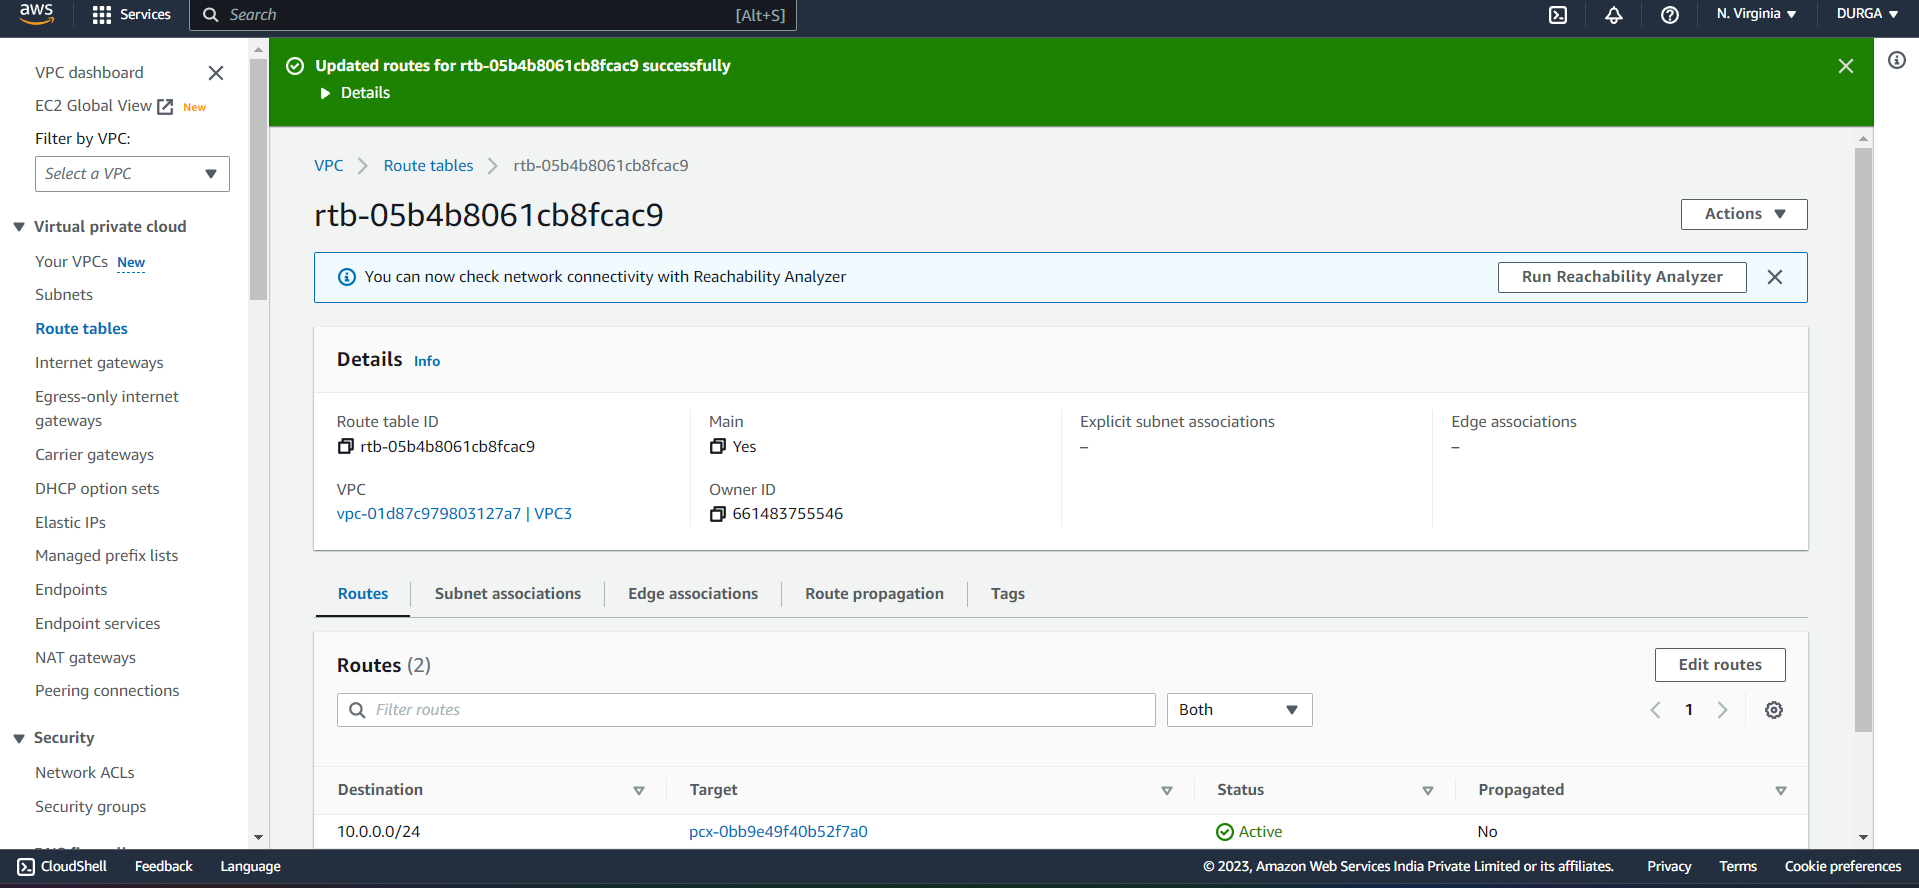 aws
Services
Search
[Alt+S]
N. Virginia
DURGA
VPC dashboard
EC2 Global View New
Filter by VPC:
Select a VPC
Virtual private cloud
Your VPCs New
Subnets
Route tables
Internet gateways
Egress-only internet
gateways
Carrier gateways
DHCP option sets
Elastic IPs
Managed prefix lists
Endpoints
Endpoint services
NAT gateways
Peering connections
Security
Network ACLs
Security groups
Updated routes for rtb-05b4b8061cb8fcac9 successfully
Details
VPC
Route tables
rtb-05b4b8061cb8fcac9
rtb-05b4b8061cb8fcac9
Actions
You can now check network connectivity with Reachability Analyzer
Run Reachability Analyzer
Details Info
Route table ID
rtb-05b4b8061cb8fcac9
Main
Yes
Explicit subnet associations
–
Edge associations
–
VPC
vpc-01d87c979803127a7 | VPC3
Owner ID
661483755546
Routes
Subnet associations
Edge associations
Route propagation
Tags
Routes (2)
Edit routes
Filter routes
Both
1
Destination
Target
Status
Propagated
10.0.0.0/24
pcx-0bb9e49f40b52f7a0
Active
No
CloudShell
Feedback
Language
© 2023, Amazon Web Services India Private Limited or its affiliates.
Privacy
Terms
Cookie preferences